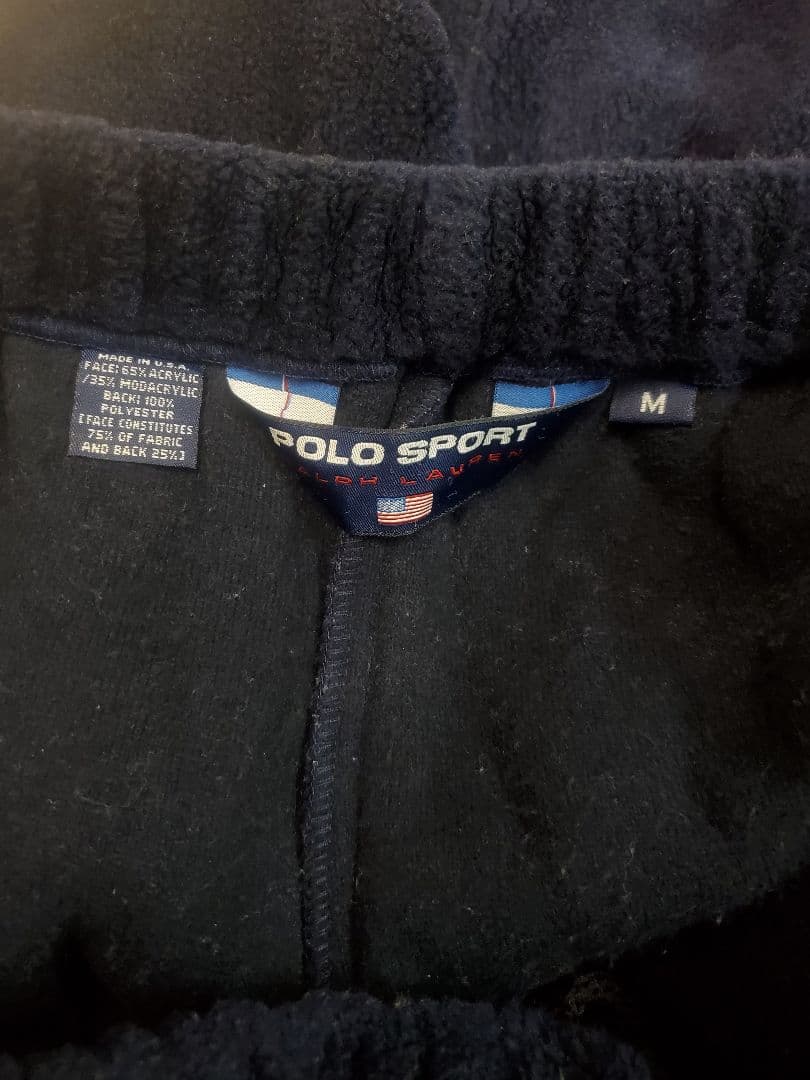 MADE IN U.S.A.
FACE: 65% ACRYLIC
/35% MODACRYLIC
BACK: 100%
POLYESTER
[FACE CONSTITUTES
75% OF FABRIC
AND BACK 25%]
POLO SPORT
RALPH LAUREN
M